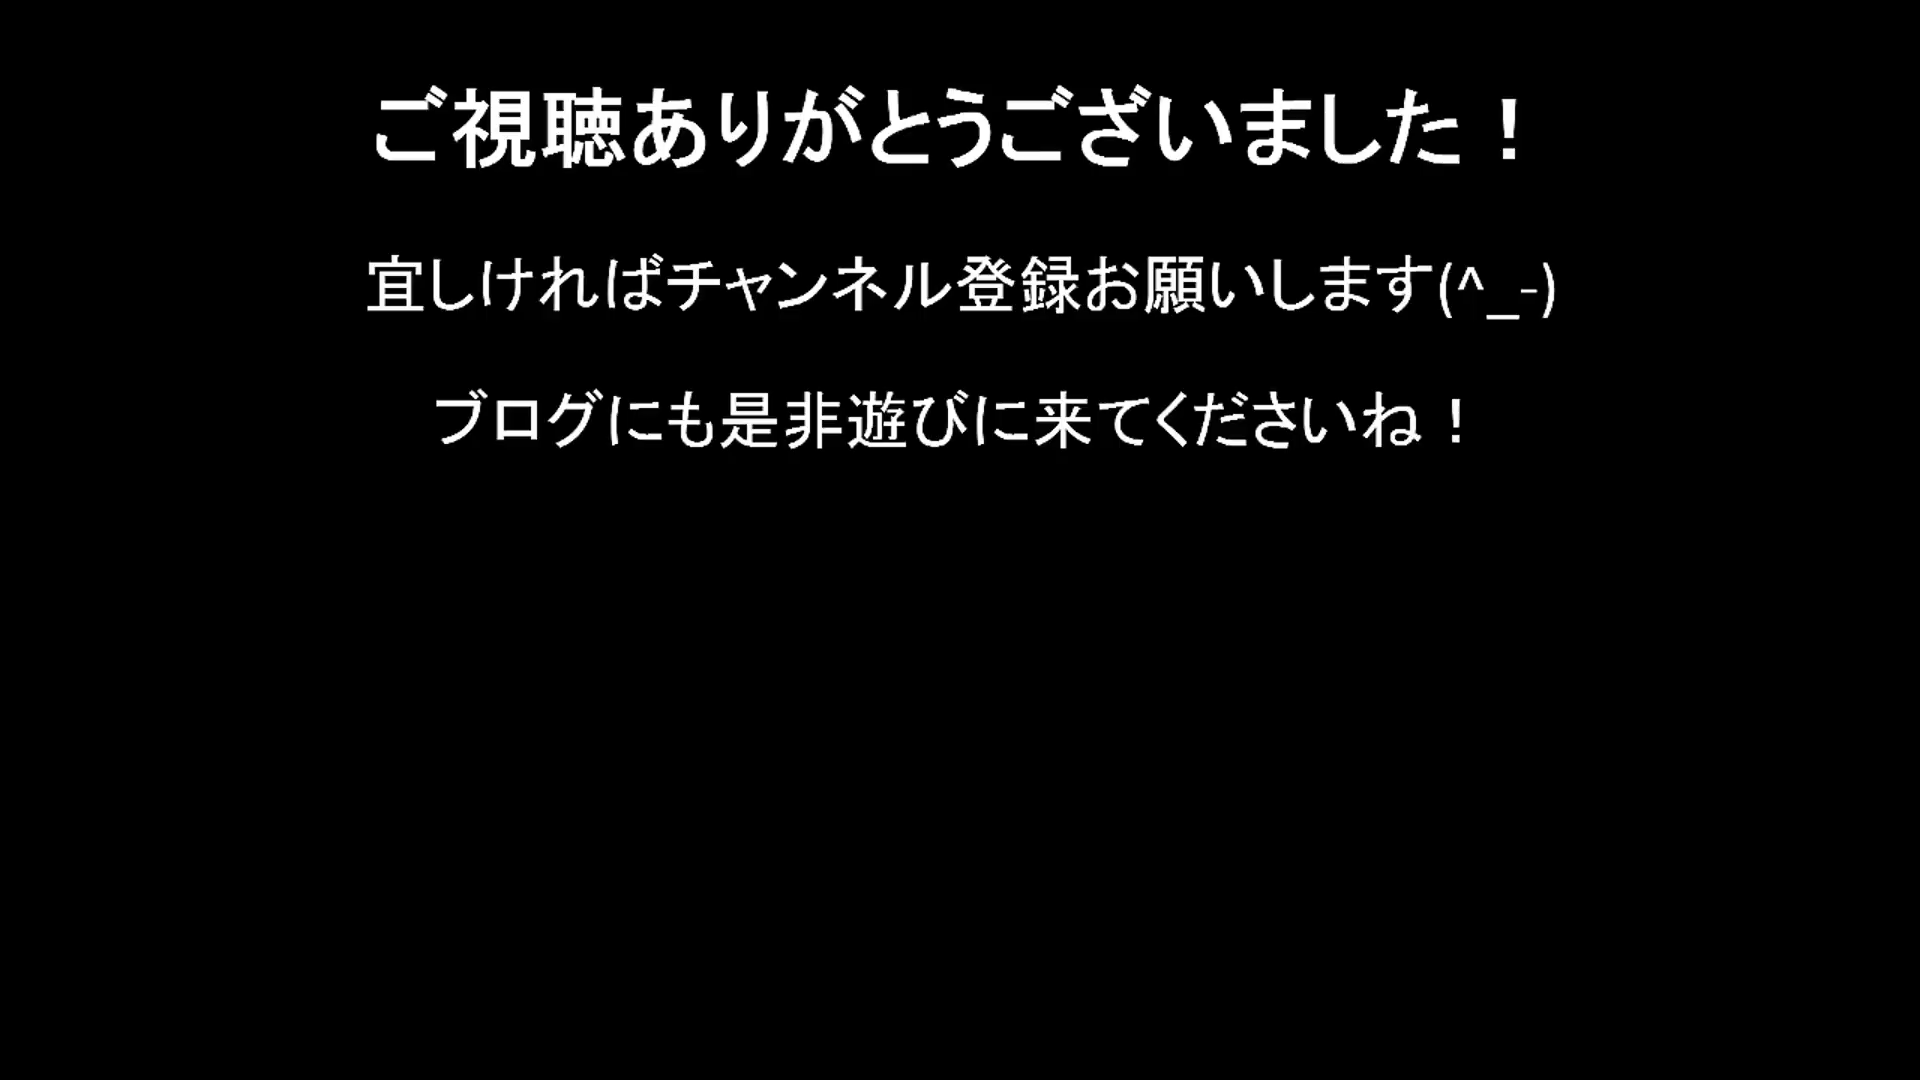 ご視聴ありがとうございました！
宜しければチャンネル登録お願いします(^_-)
ブログにも是非遊びに来てくださいね！